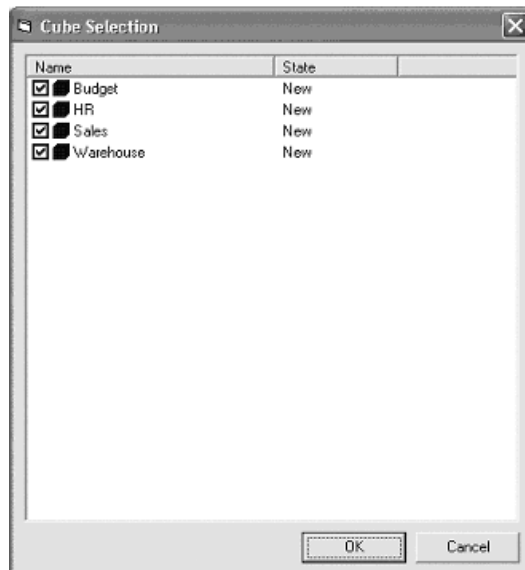 Cube Selection
Name State
Budget New
HR New
Sales New
Warehouse New
OK Cancel